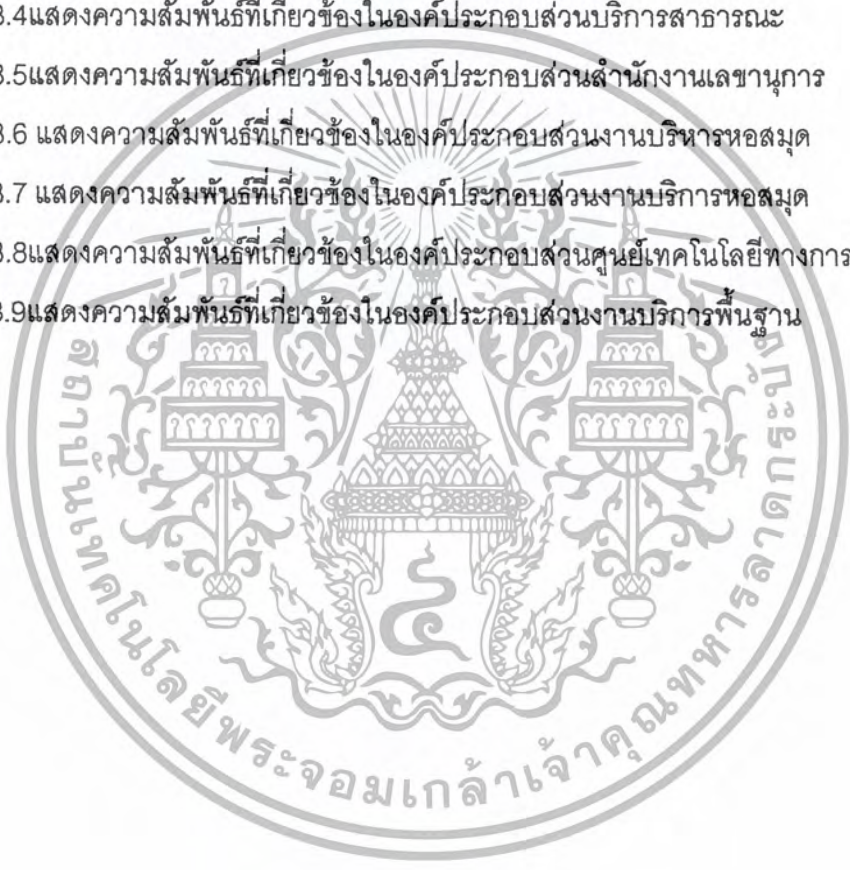 3.4แสดงความสัมพันธ์ที่เกี่ยวข้องในองค์ประกอบส่วนบริการสาธารณะ
3.5แสดงความสัมพันธ์ที่เกี่ยวข้องในองค์ประกอบส่วนสำนักงานเลขานุการ
3.6 แสดงความสัมพันธ์ที่เกี่ยวข้องในองค์ประกอบส่วนงานบริหารหอสมุด
3.7 แสดงความสัมพันธ์ที่เกี่ยวข้องในองค์ประกอบส่วนงานบริการหอสมุด
3.8แสดงความสัมพันธ์ที่เกี่ยวข้องในองค์ประกอบส่วนศูนย์เทคโนโลยีทางการ
3.9แสดงความสัมพันธ์ที่เกี่ยวข้องในองค์ประกอบส่วนงานบริการพื้นฐาน
สถาบันเทคโนโลยีพระจอมเกล้าเจ้าคุณทหารลาดกระบัง